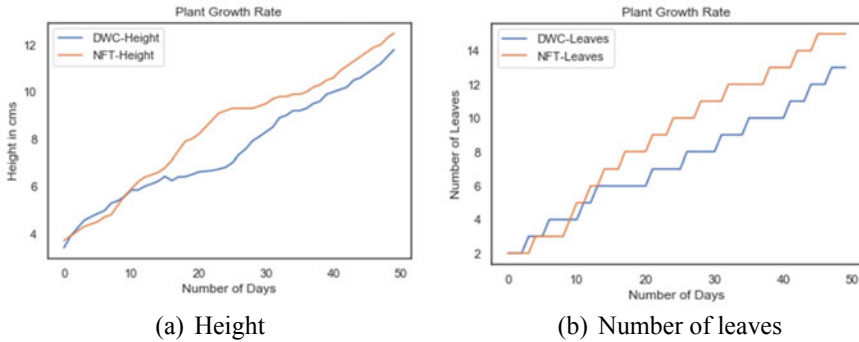 Plant Growth Rate
DWC-Height
NFT-Height
Height in cms
12
10
8
6
4
0 10 20 30 40 50
Number of Days
(a) Height
Plant Growth Rate
DWC-Leaves
NFT-Leaves
Number of Leaves
14
12
10
8
6
4
2
0 10 20 30 40 50
Number of Days
(b) Number of leaves